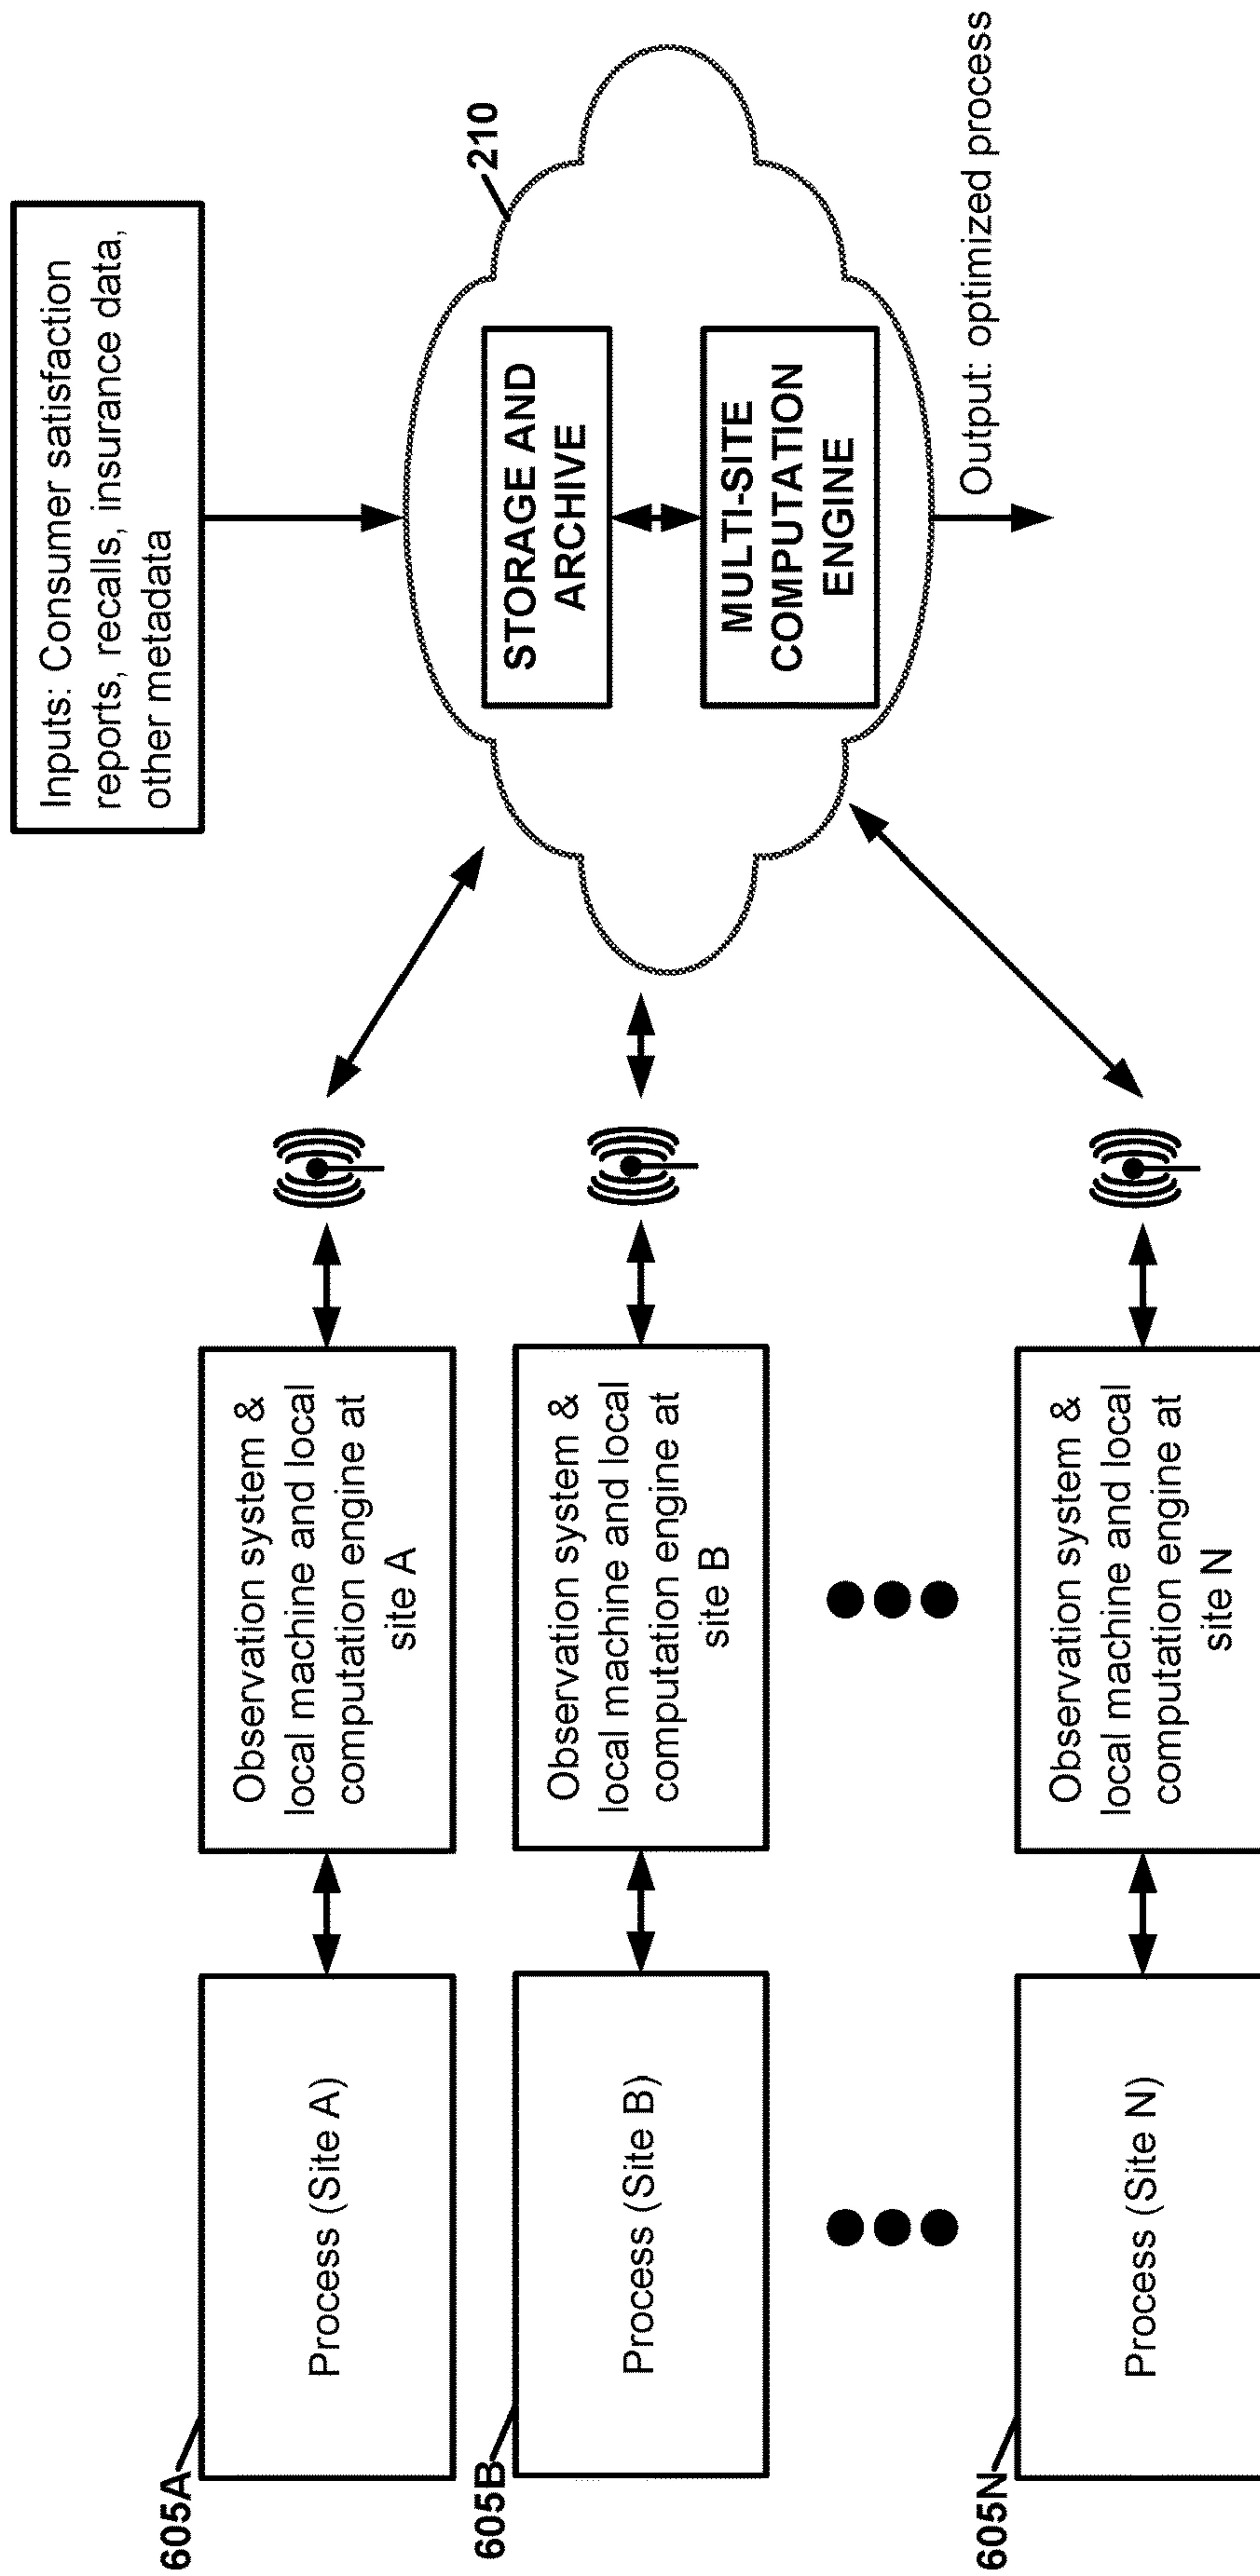 Inputs: Consumer satisfaction
reports, recalls, insurance data,
other metadata
210
STORAGE AND
ARCHIVE
MULTI-SITE
COMPUTATION
ENGINE
Output: optimized process
605A
Process (Site A)
Observation system &
local machine and local
computation engine at
site A
605B
Process (Site B)
Observation system &
local machine and local
computation engine at
site B
605N
Process (Site N)
Observation system &
local machine and local
computation engine at
site N